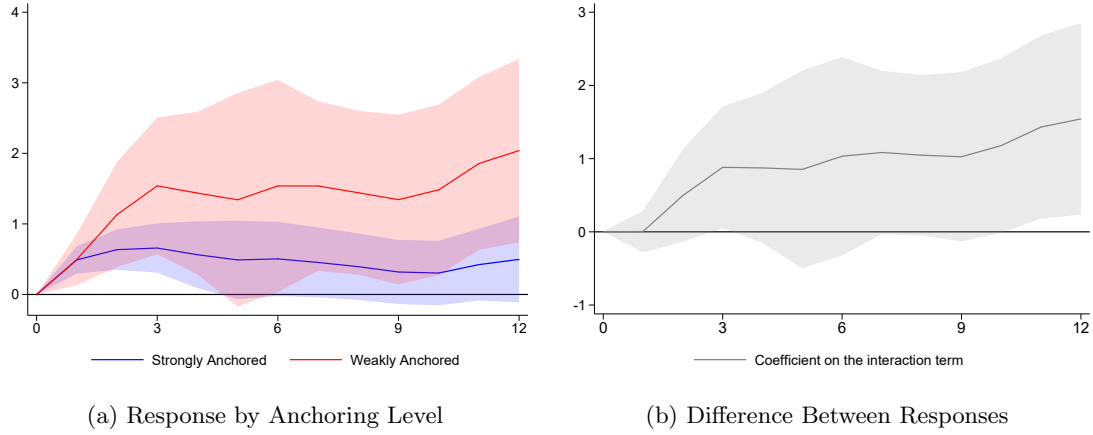 4
3
2
1
0
0 3 6 9 12
Strongly Anchored Weakly Anchored
(a) Response by Anchoring Level
3
2
1
0
-1
0 3 6 9 12
Coefficient on the interaction term
(b) Difference Between Responses